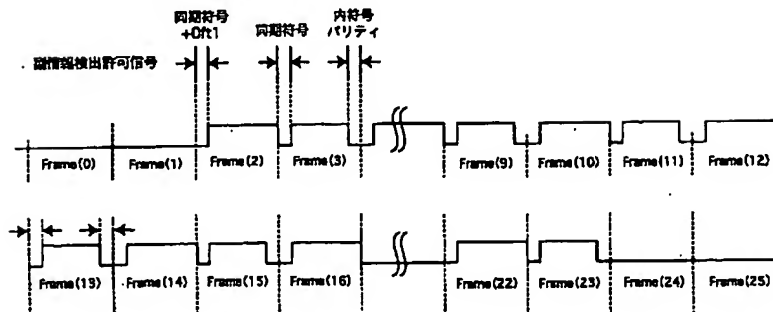 同期符号
+Oft1
同期符号
内符号
パリティ
副情報検出許可信号
Frame(0)
Frame(1)
Frame(2)
Frame(3)
Frame(9)
Frame(10)
Frame(11)
Frame(12)
Frame(13)
Frame(14)
Frame(15)
Frame(16)
Frame(22)
Frame(23)
Frame(24)
Frame(25)